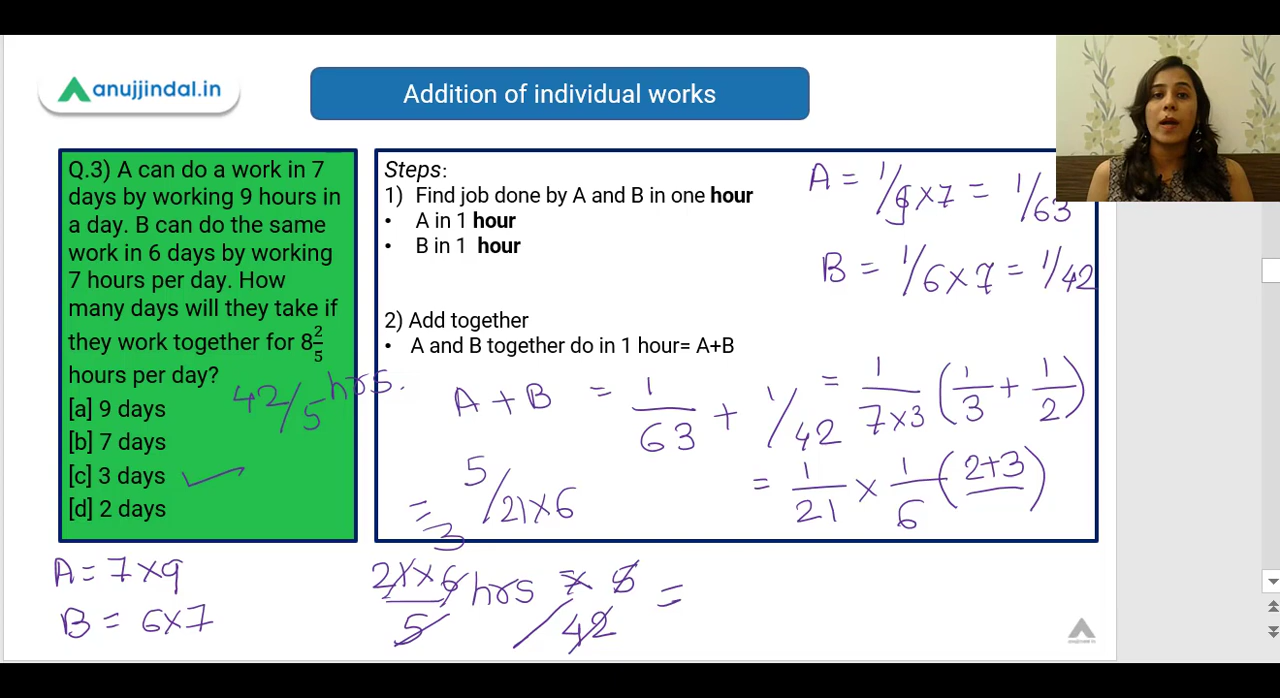 anujjindal.in
Addition of individual works
Q.3) A can do a work in 7
days by working 9 hours in
a day. B can do the same
work in 6 days by working
7 hours per day. How
many days will they take if
they work together for 8 2/5
hours per day?
42/5 hrs.
[a] 9 days
[b] 7 days
[c] 3 days
[d] 2 days
A = 7×9
B = 6×7
Steps:
1) Find job done by A and B in one hour
• A in 1 hour
• B in 1 hour
A = 1/9×7 = 1/63
B = 1/6×7 = 1/42
2) Add together
• A and B together do in 1 hour= A+B
A + B = 1/63 + 1/42 = 1/7×3 (1/3 + 1/2)
= 1/21 × 1/6 (2+3)
= 5/21×6
3
21×6/5 hrs × 5/42 =
anujjindal.in